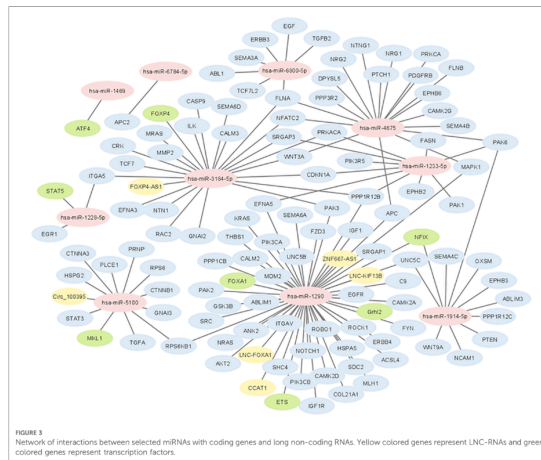 EGF
ERBB3
TGFB2
SEMA3A
NTNG1
NRG1
hsa-miR-6784-5p
ABL1
hsa-miR-6800-5p
NRG2
PRKCA
hsa-miR-1469
TCF7L2
DPYSL5
PTCH1
FLNB
PDGFRB
CASP9
FLNA
PPP3R2
EPHB6
FOXP4
SEMA6D
CAMK2G
APC2
NFATC2
hsa-miR-4675
SEMA4B
ATF4
MRAS
ILK
CALM3
SRGAP3
PRKACA
FASN
PAK6
CRK
MMP2
WNT3A
TCF7
PIK3R5
hsa-miR-1233-5p
MAPK1
ITGA5
hsa-miR-3184-5p
CDKN1A
STAT5
FOXP4-AS1
PPP1R12B
EPHB2
EFNA3
NTN1
EFNA5
PAK3
PAK1
hsa-miR-1229-5p
KRAS
SEMA6A
IGF1
APC
EGR1
RAC2
GNAI2
THBS1
FZD3
NFIX
PIK3CA
UNC5B
ZNF667-AS1
SRGAP1
CTNNA3
PRNP
PPP1CB
CALM2
UNC5C
SEMA4C
HSPG2
PLCE1
RPS6
MDM2
LNC-KIF13B
OXSM
FOXA1
C9
EPHB3
Circ_100395
CTNNB1
PAK2
ABLIM1
hsa-miR-1290
EGFR
CAMK2A
ABLIM3
hsa-miR-5100
GSK3B
Grhl2
hsa-miR-1914-5p
PPP1R12C
STAT3
GNAI3
SRC
ANK2
ITGAV
ROBO1
ROCK1
FYN
PTEN
MKL1
TGFA
RPS6KB1
NRAS
LNC-FOXA1
NOTCH1
HSPA5
ERBB4
WNT9A
NCAM1
AKT2
SHC4
SDC2
ACSL4
CCAT1
PIK3CB
CAMK2D
MLH1
ETS
COL21A1
IGF1R
FIGURE 3
Network of interactions between selected miRNAs with coding genes and long non-coding RNAs. Yellow colored genes represent LNC-RNAs and green
colored genes represent transcription factors.